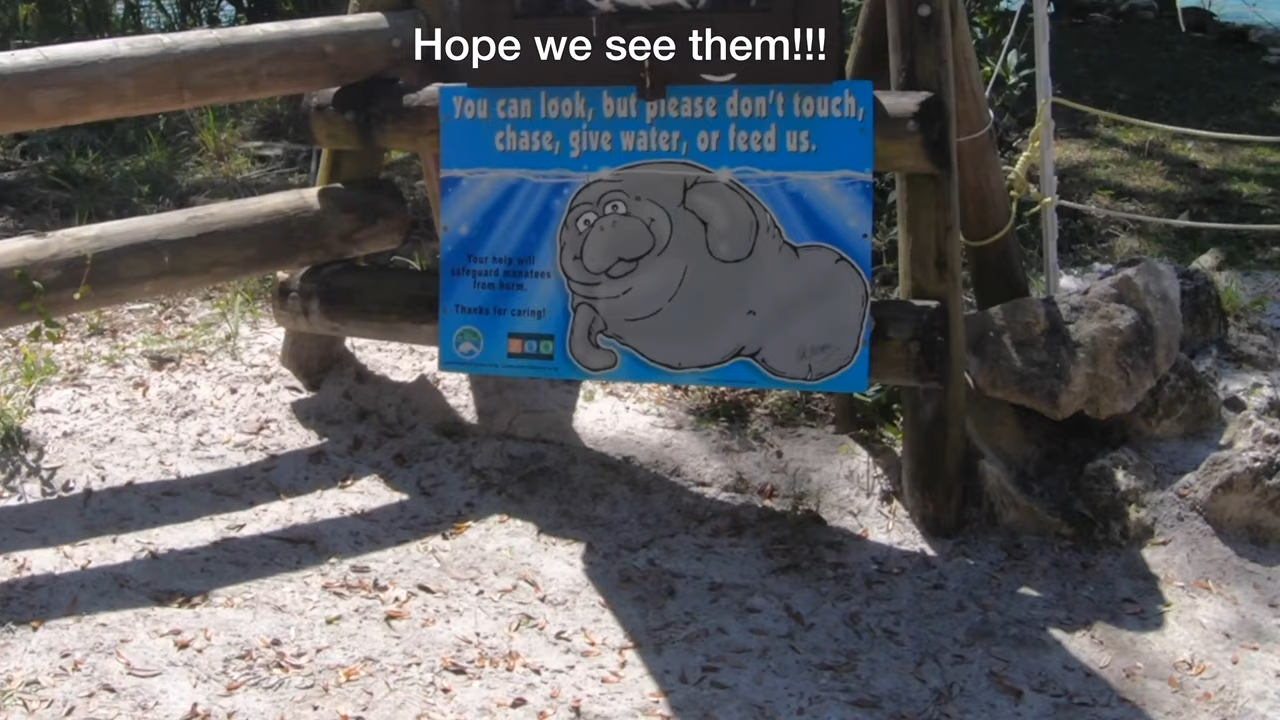 Hope we see them!!!
You can look, but please don't touch,
chase, give water, or feed us.
Your help will
safeguard manatees
from harm.
Thanks for caring!